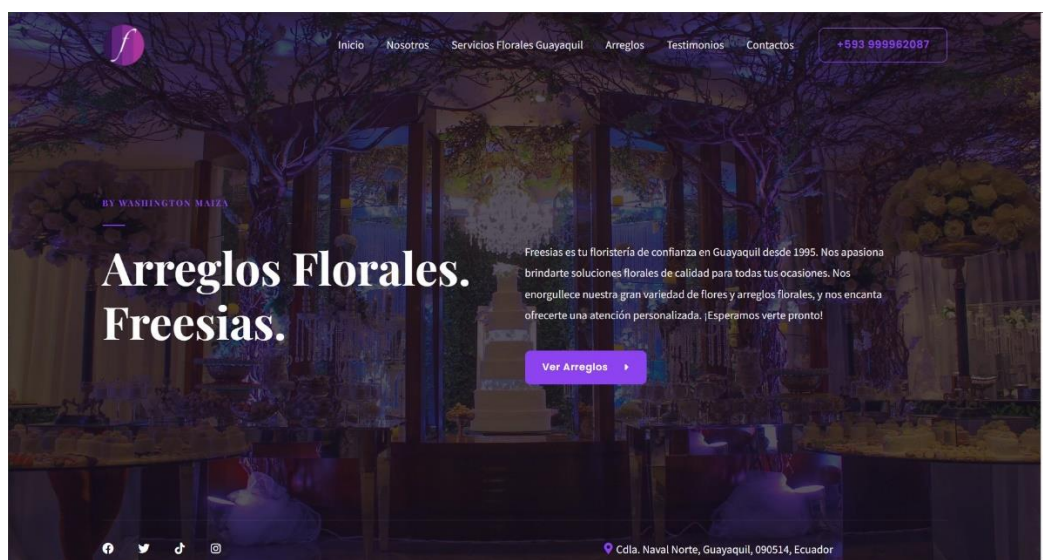 f
Inicio Nosotros Servicios Florales Guayaquil Arreglos Testimonios Contactos +593 999962087
BY WASHINGTON MAIZA
Arreglos Florales.
Freesias.
Freesias es tu floristería de confianza en Guayaquil desde 1995. Nos apasiona
brindarte soluciones florales de calidad para todas tus ocasiones. Nos
enorgullece nuestra gran variedad de flores y arreglos florales, y nos encanta
ofrecerte una atención personalizada. ¡Esperamos verte pronto!
Ver Arreglos
Cdla. Naval Norte, Guayaquil, 090514, Ecuador